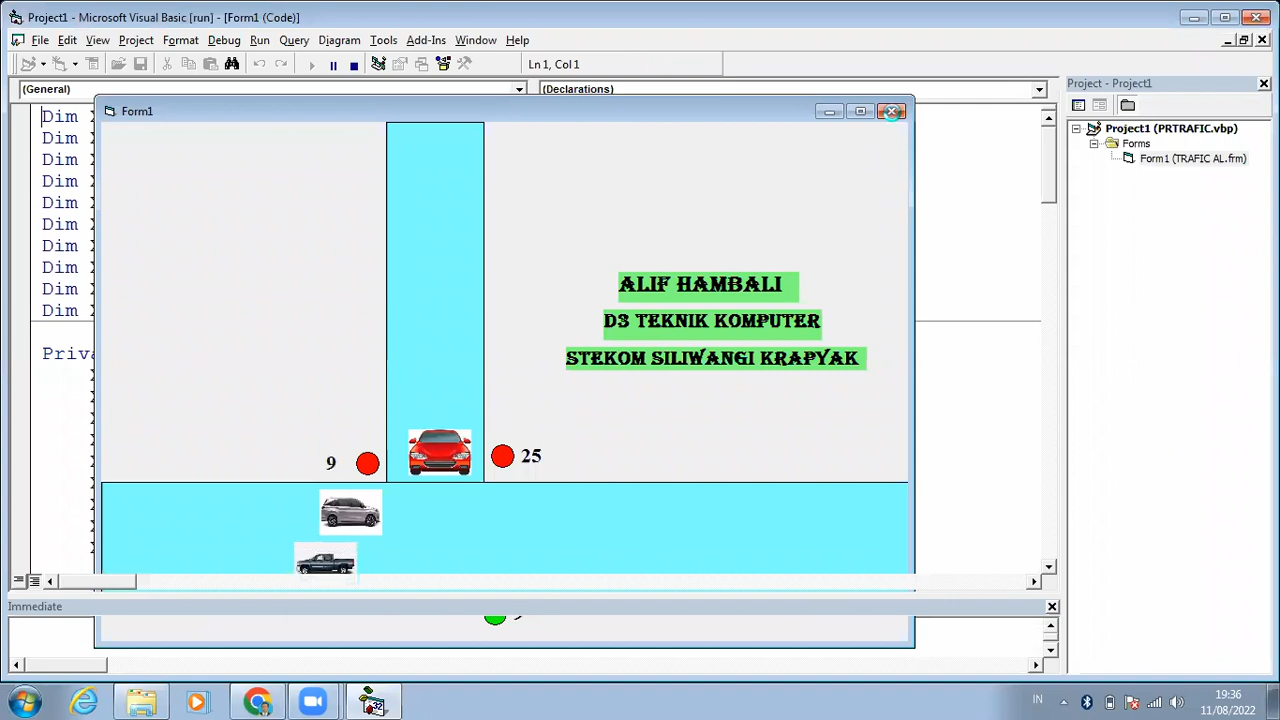 Project1 - Microsoft Visual Basic [run] - [Form1 (Code)]
File Edit View Project Format Debug Run Query Diagram Tools Add-Ins Window Help
Ln 1, Col 1
(General)
(Declarations)
Project - Project1
Form1
Dim
Dim
Dim
Dim
Dim
Dim
Dim
Dim
Dim
Dim
Project1 (PRTRAFIC.vbp)
Forms
Form1 (TRAFIC AL.frm)
ALIF HAMBALI
D3 TEKNIK KOMPUTER
STEKOM SILIWANGI KRAPYAK
9
25
Immediate
IN
19:36
11/08/2022